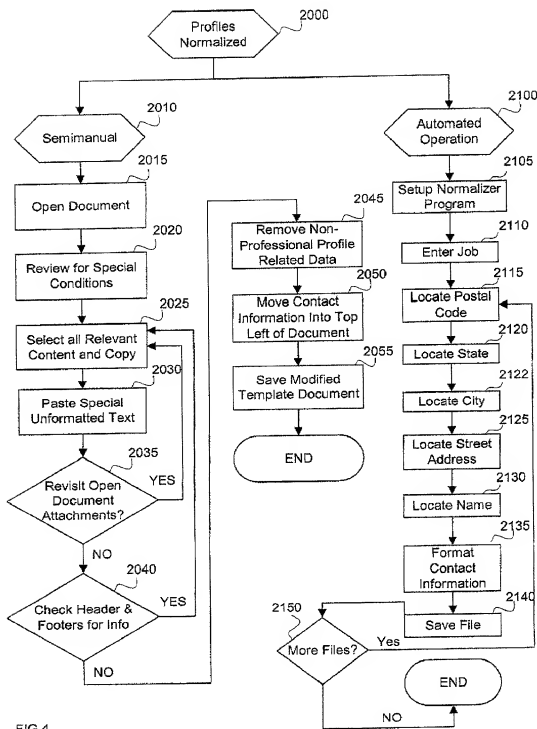 2000
Profiles
Normalized
2010
Semimanual
2015
Open Document
2020
Review for Special
Conditions
2025
Select all Relevant
Content and Copy
2030
Paste Special
Unformatted Text
2035
Revisit Open
Document
Attachments?
YES
NO
2040
Check Header &
Footers for Info
YES
NO
2045
Remove Non-
Professional Profile
Related Data
2050
Move Contact
Information Into Top
Left of Document
2055
Save Modified
Template Document
END
2100
Automated
Operation
2105
Setup Normalizer
Program
2110
Enter Job
2115
Locate Postal
Code
2120
Locate State
2122
Locate City
2125
Locate Street
Address
2130
Locate Name
2135
Format
Contact
Information
2140
Save File
2150
More Files?
Yes
NO
END
FIG 4